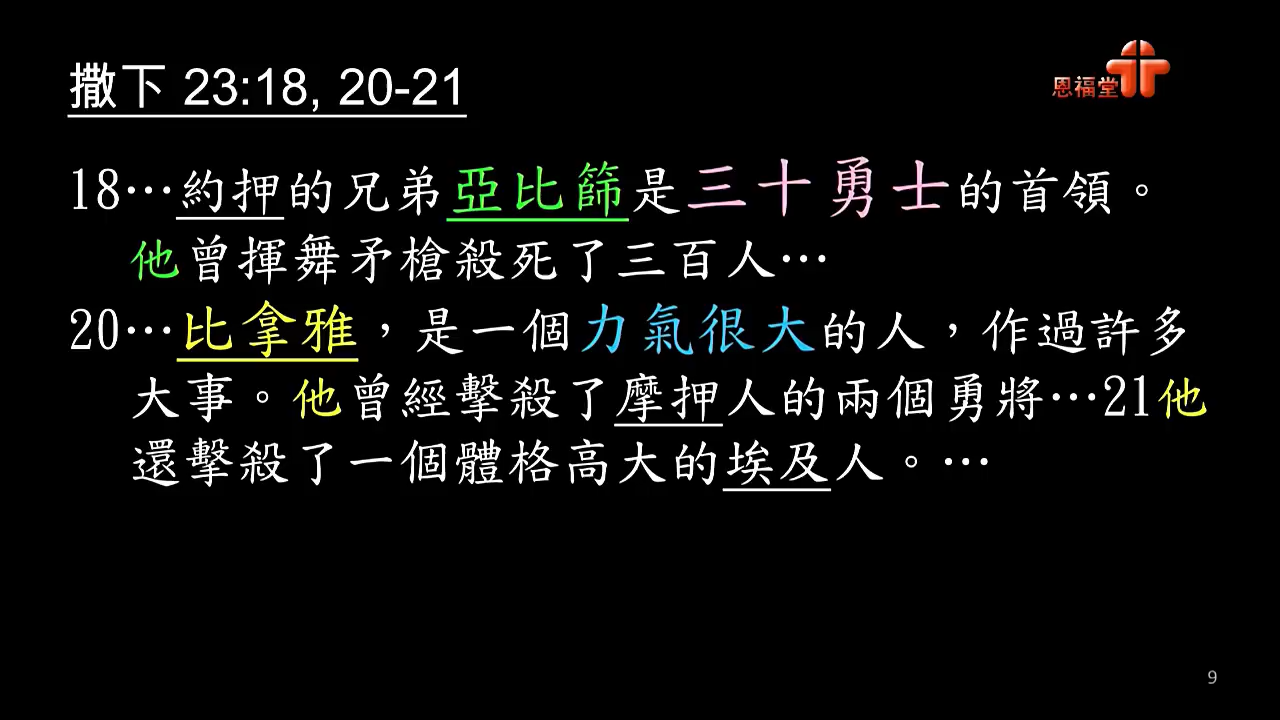 撒下 23:18, 20-21
恩福堂
18…約押的兄弟亞比篩是三十勇士的首領。
他曾揮舞矛槍殺死了三百人…
20…比拿雅，是一個力氣很大的人，作過許多
大事。他曾經擊殺了摩押人的兩個勇將…21他
還擊殺了一個體格高大的埃及人。…
9